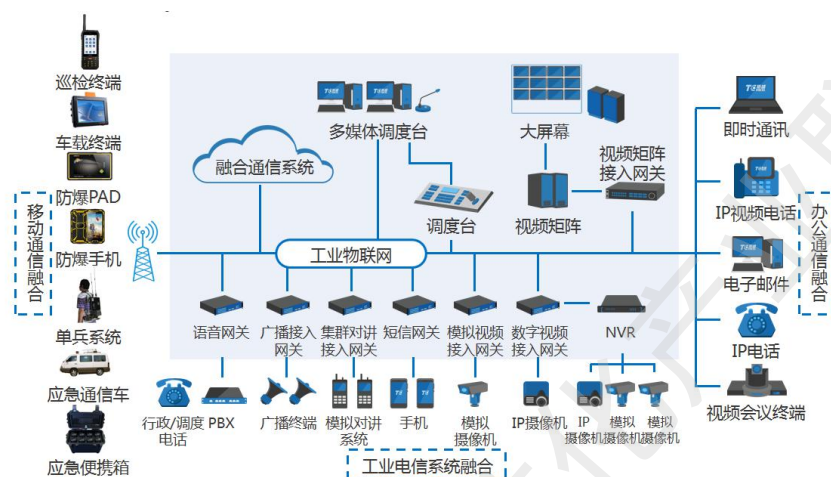 巡检终端
车载终端
防爆PAD
防爆手机
单兵系统
应急通信车
应急便携箱
移动通信融合
多媒体调度台
融合通信系统
调度台
大屏幕
视频矩阵
视频矩阵
接入网关
工业物联网
语音网关
广播接入
网关
集群对讲
接入网关
短信网关
模拟视频
接入网关
数字视频
接入网关
NVR
行政/调度
电话
PBX
广播终端
模拟对讲
系统
手机
模拟
摄像机
IP摄像机
IP
摄像机
模拟
摄像机
模拟
摄像机
工业电信系统融合
即时通讯
IP视频电话
电子邮件
IP电话
视频会议终端
办公通信融合